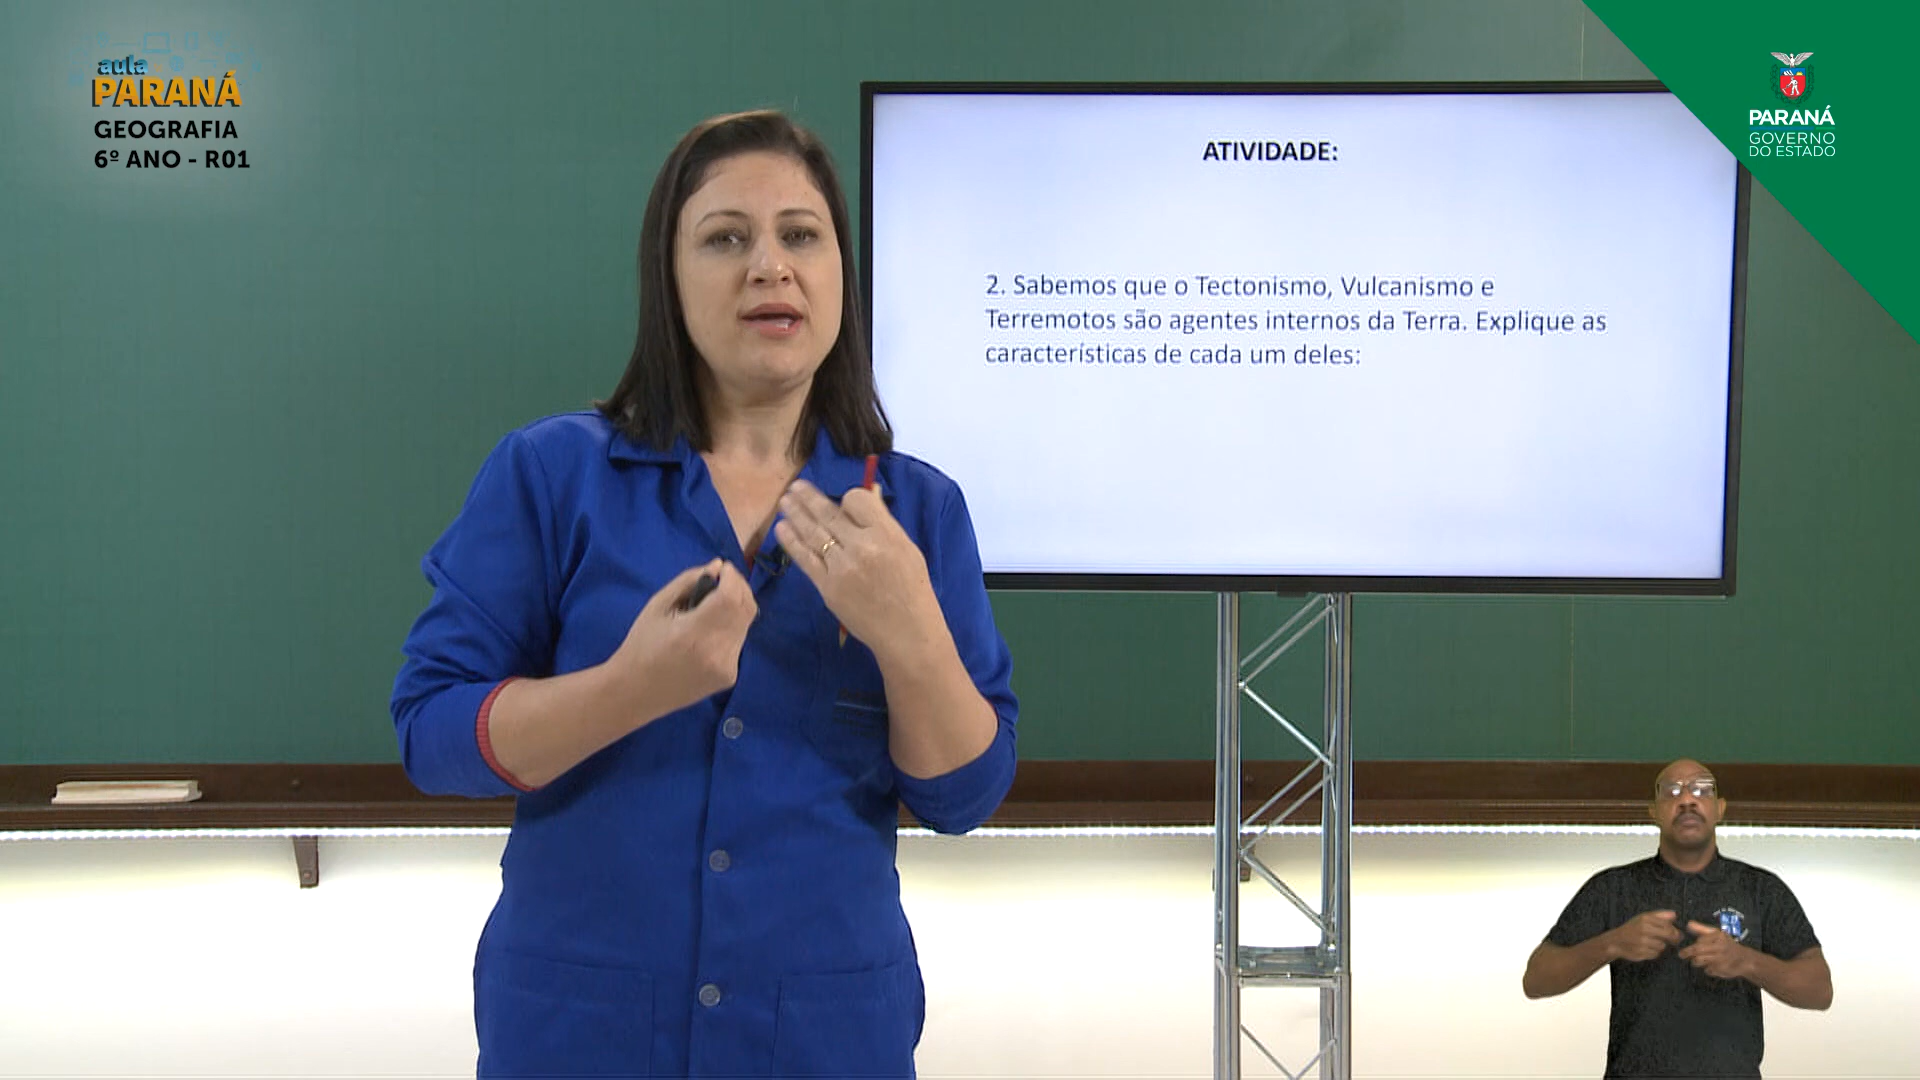 aula
PARANÁ
GEOGRAFIA
6º ANO - R01
ATIVIDADE:
2. Sabemos que o Tectonismo, Vulcanismo e
Terremotos são agentes internos da Terra. Explique as
características de cada um deles:
PARANÁ
GOVERNO
DO ESTADO